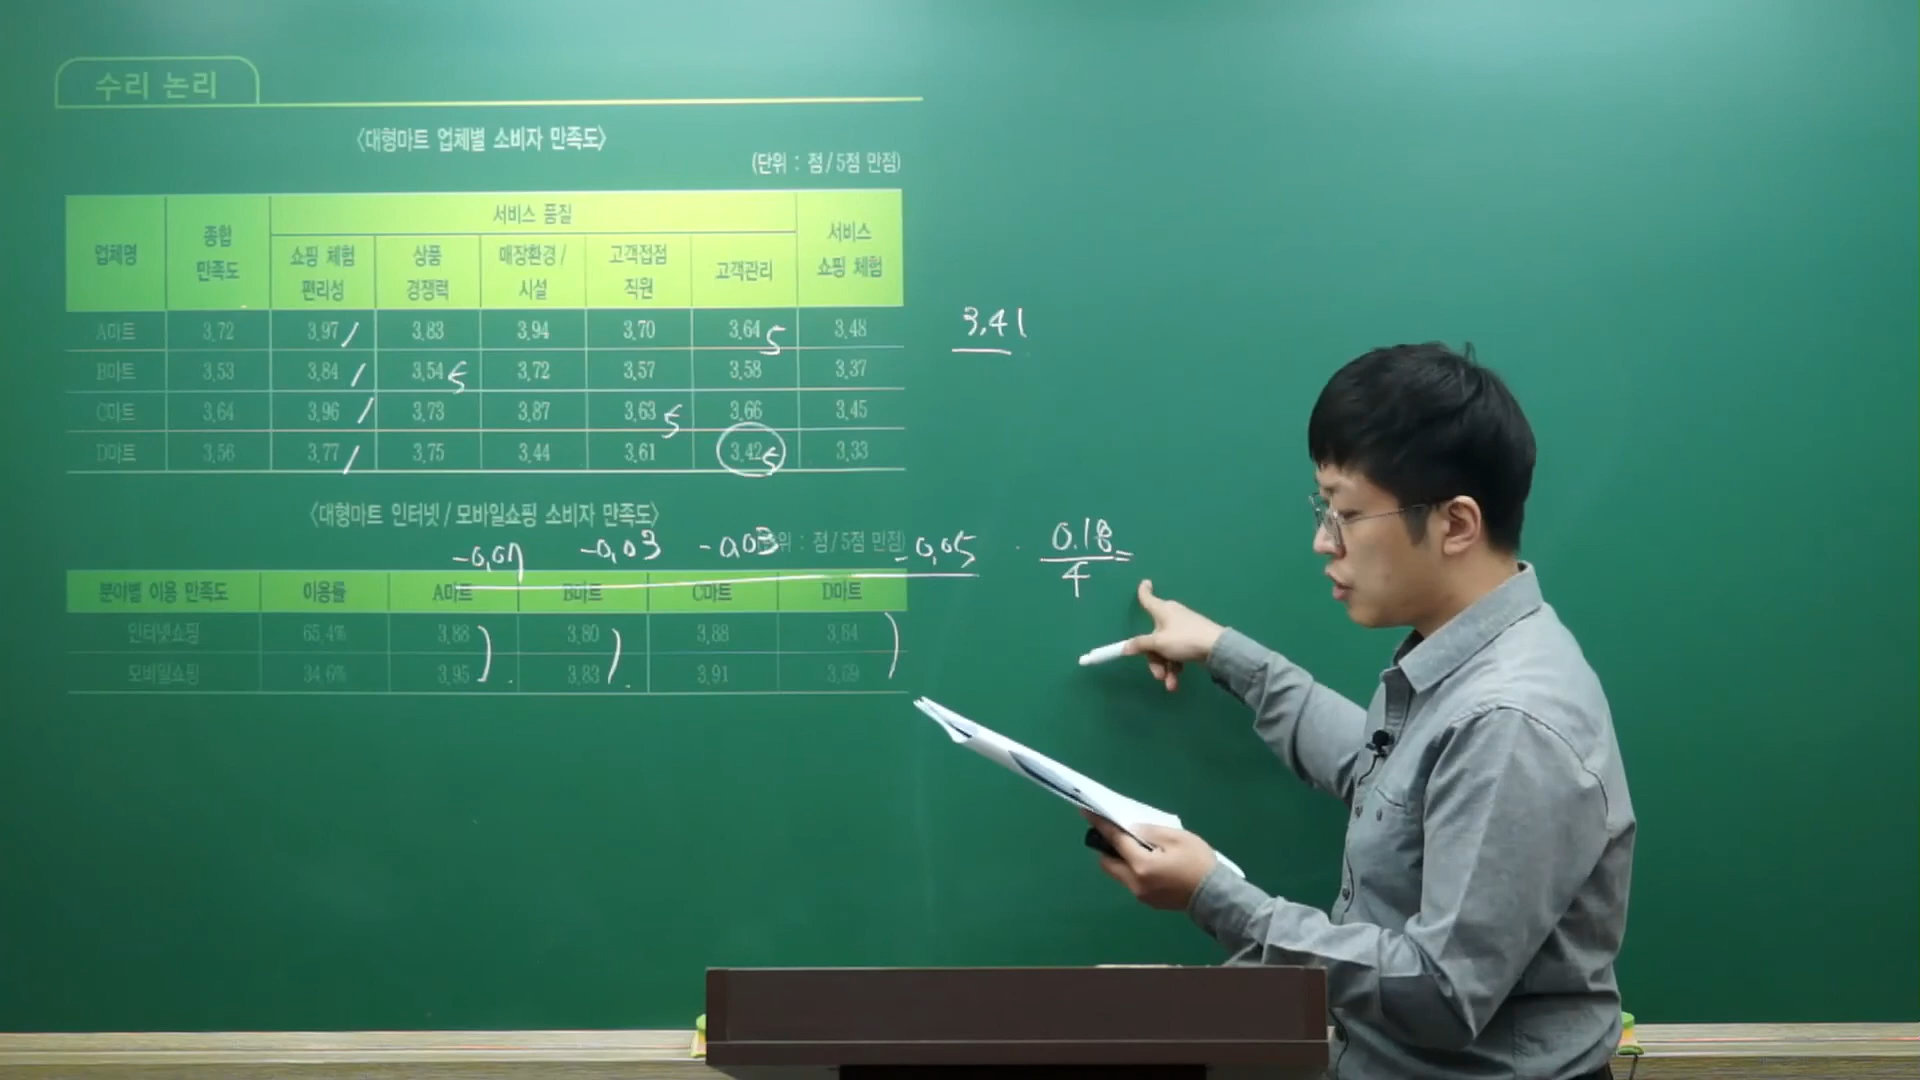 수리 논리
〈대형마트 업체별 소비자 만족도〉
(단위 : 점/5점 만점)
업체명 종합 만족도 서비스 품질 서비스 쇼핑 체험
쇼핑 체험 편리성 상품 경쟁력 매장환경/시설 고객접점 직원 고객관리
A마트 3.72 3.97 / 3.83 3.94 3.70 3.64 5 3.48
3.41
B마트 3.53 3.84 / 3.54 5 3.72 3.57 3.58 3.37
C마트 3.64 3.96 / 3.73 3.87 3.63 5 3.66 3.45
D마트 3.56 3.77 / 3.75 3.44 3.61 3.42 5 3.33
〈대형마트 인터넷/모바일쇼핑 소비자 만족도〉
위 : 점/5점 만점)
-0.07 -0.03 -0.03 -0.05 0.18/4 =
분야별 이용 만족도 이용률 A마트 B마트 C마트 D마트
인터넷쇼핑 65.4% 3.88 3.80 3.88 3.64
모바일쇼핑 34.6% 3.95 3.83 3.91 3.69